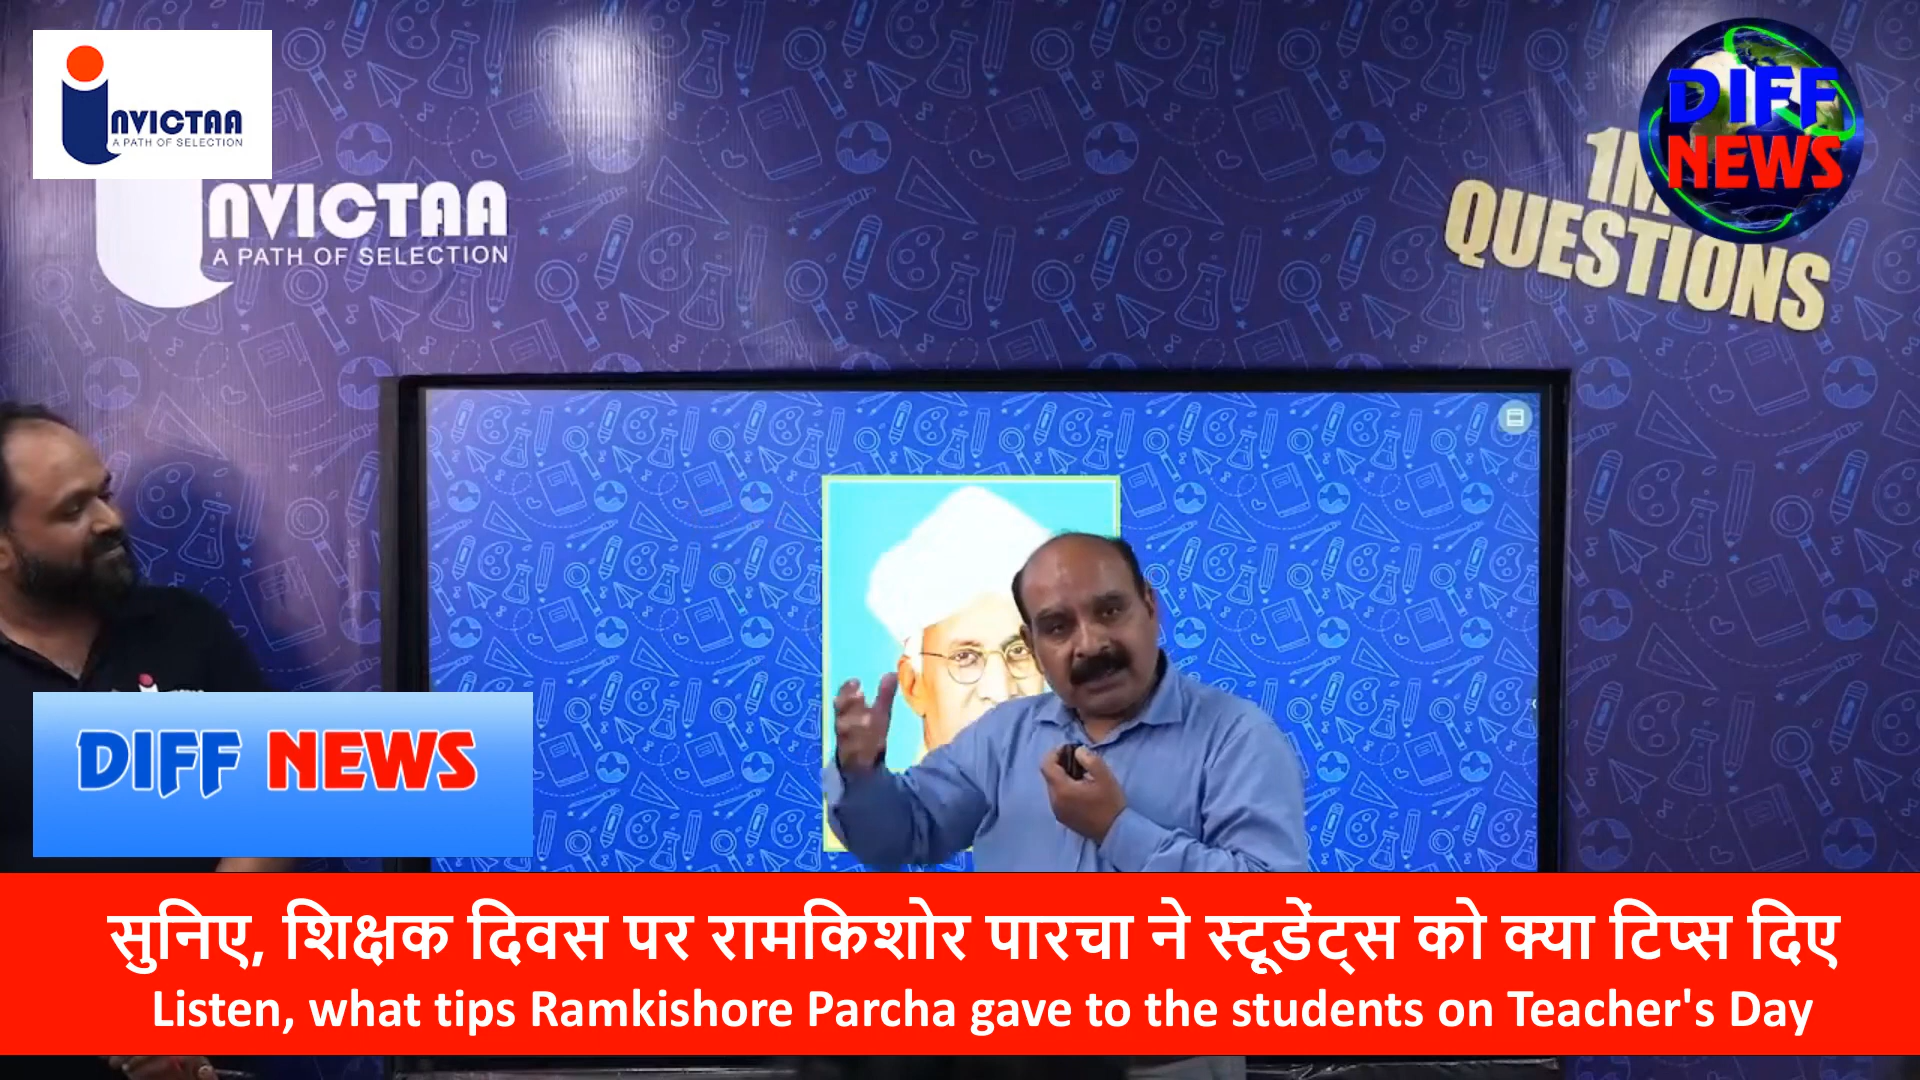 INVICTAA
A PATH OF SELECTION
DIFF
NEWS
NVICTAA
A PATH OF SELECTION
QUESTIONS
DIFF NEWS
सुनिए, शिक्षक दिवस पर रामकिशोर पारचा ने स्टूडेंट्स को क्या टिप्स दिए
Listen, what tips Ramkishore Parcha gave to the students on Teacher's Day